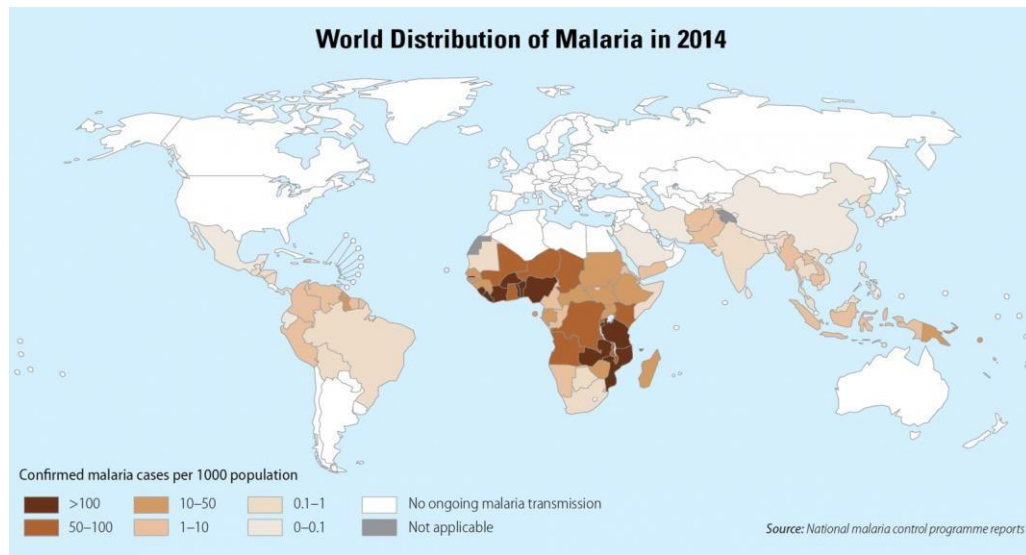 World Distribution of Malaria in 2014
Confirmed malaria cases per 1000 population
>100
10–50
0.1–1
No ongoing malaria transmission
50–100
1–10
0–0.1
Not applicable
Source: National malaria control programme reports